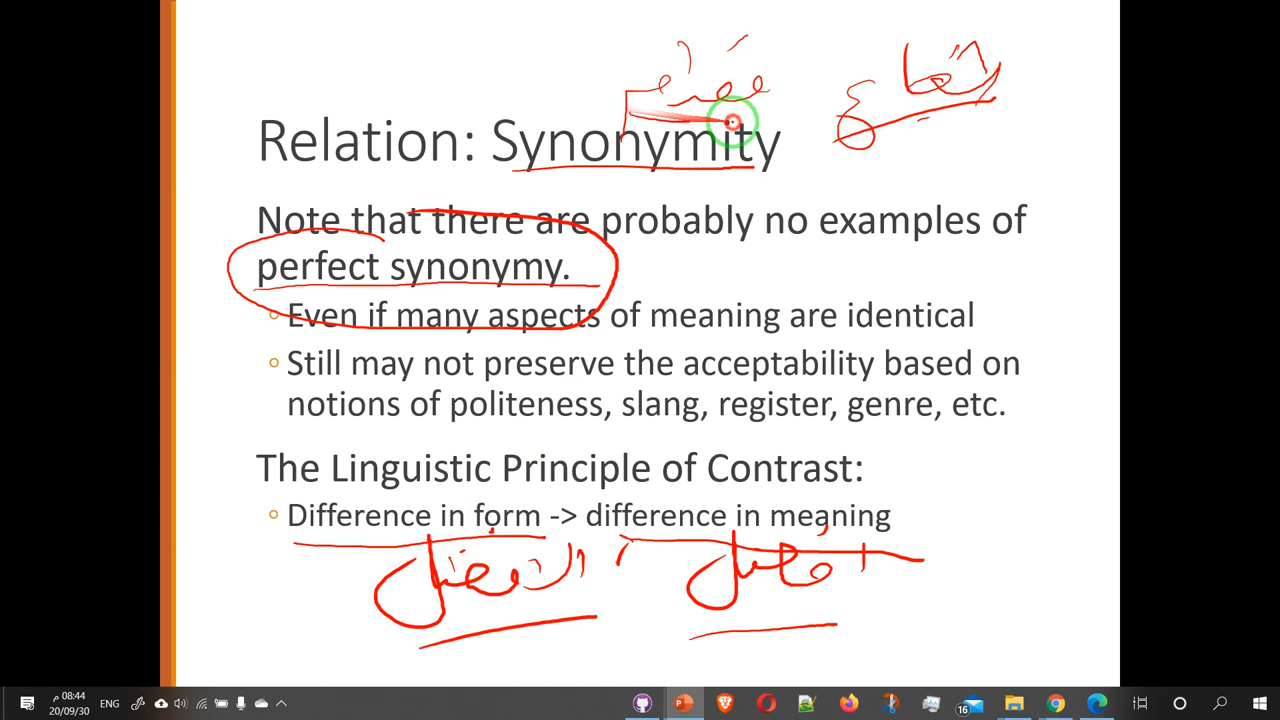 Relation: Synonymity
Note that there are probably no examples of
perfect synonymy.
◦ Even if many aspects of meaning are identical
◦ Still may not preserve the acceptability based on
notions of politeness, slang, register, genre, etc.
The Linguistic Principle of Contrast:
◦ Difference in form -> difference in meaning
ENG
08:44 م
20/09/30
16